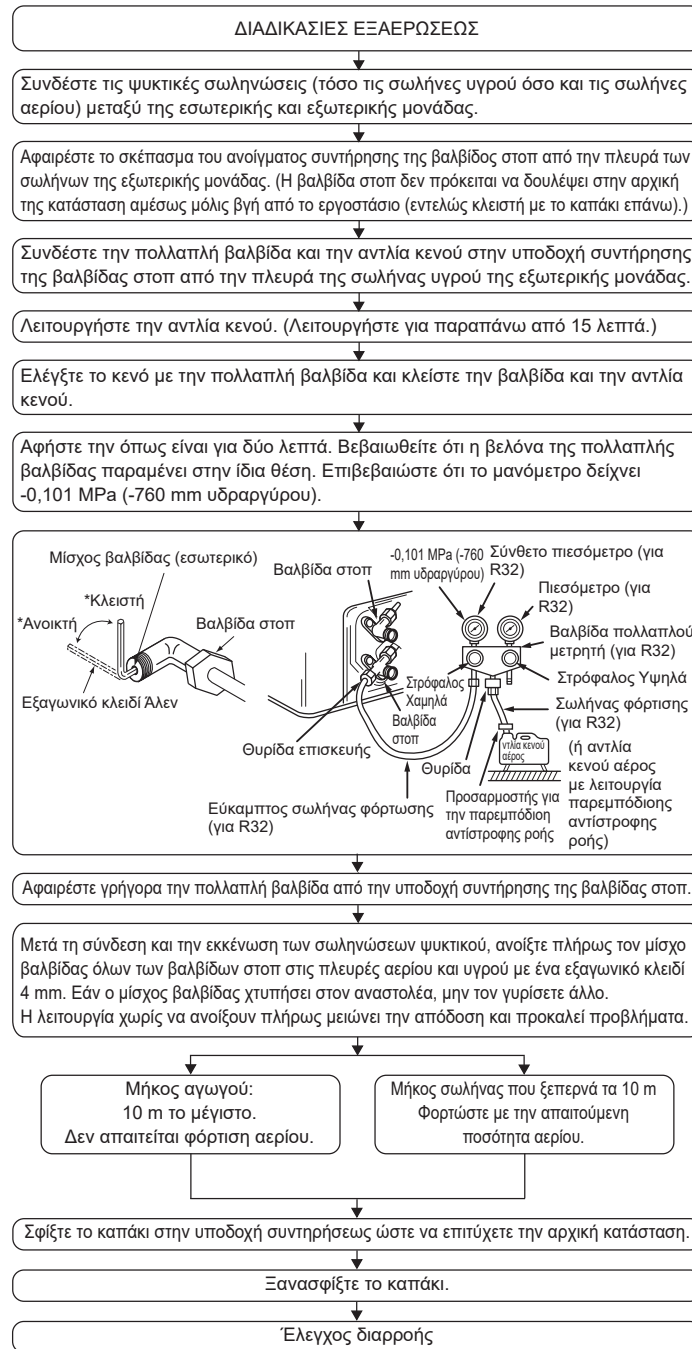 ΔΙΑΔΙΚΑΣΙΕΣ ΕΞΑΕΡΩΣΕΩΣ
Συνδέστε τις ψυκτικές σωληνώσεις (τόσο τις σωλήνες υγρού όσο και τις σωλήνες
αερίου) μεταξύ της εσωτερικής και εξωτερικής μονάδας.
Αφαιρέστε το σκέπασμα του ανοίγματος συντήρησης της βαλβίδος στοπ από την πλευρά των
σωλήνων της εξωτερικής μονάδας. (Η βαλβίδα στοπ δεν πρόκειται να δουλέψει στην αρχική
της κατάσταση αμέσως μόλις βγή από το εργοστάσιο (εντελώς κλειστή με το καπάκι επάνω).)
Συνδέστε την πολλαπλή βαλβίδα και την αντλία κενού στην υποδοχή συντήρησης
της βαλβίδας στοπ από την πλευρά της σωλήνας υγρού της εξωτερικής μονάδας.
Λειτουργήστε την αντλία κενού. (Λειτουργήστε για παραπάνω από 15 λεπτά.)
Ελέγξτε το κενό με την πολλαπλή βαλβίδα και κλείστε την βαλβίδα και την αντλία
κενού.
Αφήστε την όπως είναι για δύο λεπτά. Βεβαιωθείτε ότι η βελόνα της πολλαπλής
βαλβίδας παραμένει στην ίδια θέση. Επιβεβαιώστε ότι το μανόμετρο δείχνει
-0,101 MPa (-760 mm υδραργύρου).
Μίσχος βαλβίδας (εσωτερικό)
*Κλειστή
*Ανοικτή
Βαλβίδα στοπ
Εξαγωνικό κλειδί Άλεν
Βαλβίδα στοπ
-0,101 MPa (-760
mm υδραργύρου)
Σύνθετο πιεσόμετρο (για
R32)
Πιεσόμετρο (για
R32)
Βαλβίδα πολλαπλού
μετρητή (για R32)
Στρόφαλος
Χαμηλά
Στρόφαλος Υψηλά
Βαλβίδα
στοπ
Σωλήνας φόρτισης
(για R32)
Θυρίδα επισκευής
Θυρίδα
ντλία κενού
αέρος
(ή αντλία
κενού αέρος
με λειτουργία
παρεμπόδιοης
αντίστροφης
ροής)
Εύκαμπτος σωλήνας φόρτωσης
(για R32)
Προσαρμοστής για
την παρεμπόδιοη
αντίστροφης ροής
Αφαιρέστε γρήγορα την πολλαπλή βαλβίδα από την υποδοχή συντήρησης της βαλβίδας στοπ.
Μετά τη σύνδεση και την εκκένωση των σωληνώσεων ψυκτικού, ανοίξτε πλήρως τον μίσχο
βαλβίδας όλων των βαλβίδων στοπ στις πλευρές αερίου και υγρού με ένα εξαγωνικό κλειδί
4 mm. Εάν ο μίσχος βαλβίδας χτυπήσει στον αναστολέα, μην τον γυρίσετε άλλο.
Η λειτουργία χωρίς να ανοίξουν πλήρως μειώνει την απόδοση και προκαλεί προβλήματα.
Μήκος αγωγού:
10 m το μέγιστο.
Δεν απαιτείται φόρτιση αερίου.
Μήκος σωλήνας που ξεπερνά τα 10 m
Φορτώστε με την απαιτούμενη
ποσότητα αερίου.
Σφίξτε το καπάκι στην υποδοχή συντηρήσεως ώστε να επιτύχετε την αρχική κατάσταση.
Ξανασφίξτε το καπάκι.
Έλεγχος διαρροής